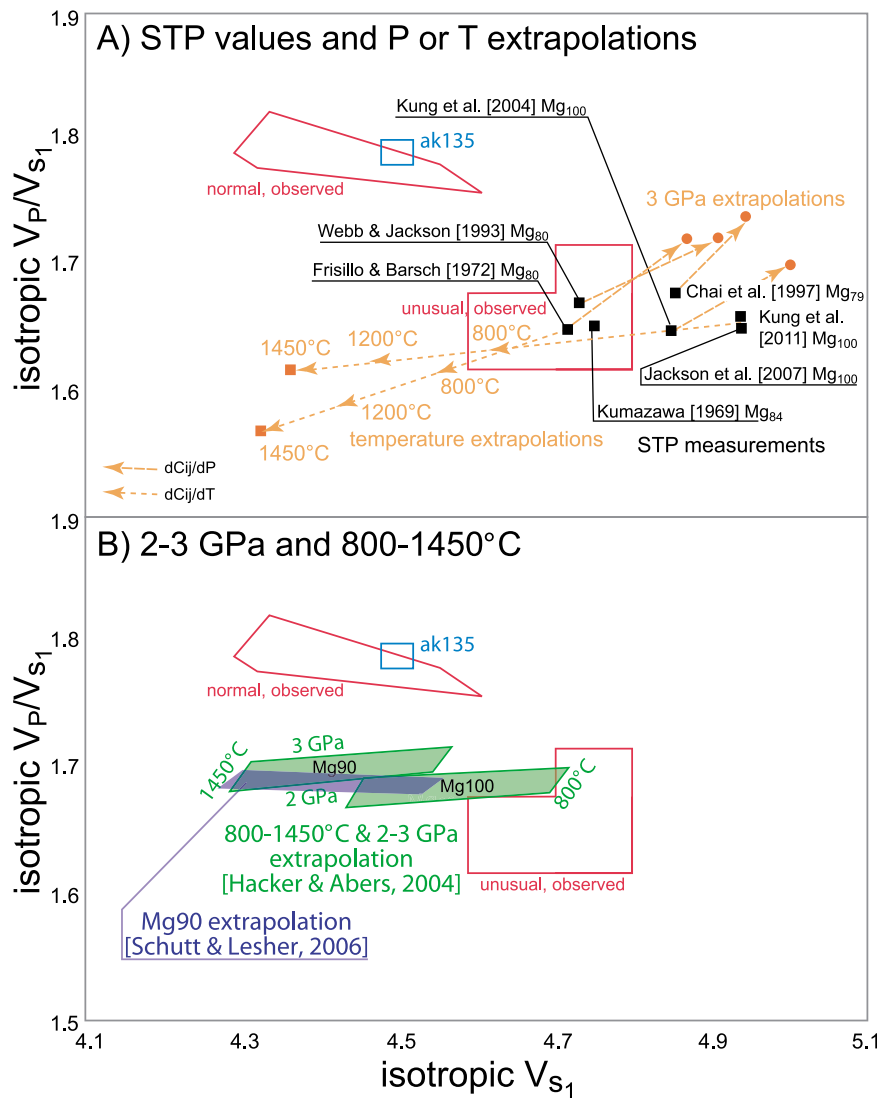 A) STP values and P or T extrapolations
1.9
1.8
1.7
1.6
1.9
isotropic VP/VS1
Kung et al. [2004] Mg100
ak135
normal, observed
3 GPa extrapolations
Webb & Jackson [1993] Mg80
Frisillo & Barsch [1972] Mg80
unusual, observed
Chai et al. [1997] Mg79
Kung et al.
[2011] Mg100
Jackson et al. [2007] Mg100
Kumazawa [1969] Mg84
STP measurements
1450°C
1200°C
800°C
800°C
1200°C
1450°C
temperature extrapolations
dCij/dP
dCij/dT
B) 2-3 GPa and 800-1450°C
1.8
1.7
1.6
1.5
isotropic VP/VS1
ak135
normal, observed
1450°C
3 GPa
Mg90
2 GPa
Mg100
800°C
800-1450°C & 2-3 GPa
extrapolation
[Hacker & Abers, 2004]
unusual, observed
Mg90 extrapolation
[Schutt & Lesher, 2006]
4.1
4.3
4.5
4.7
4.9
5.1
isotropic VS1